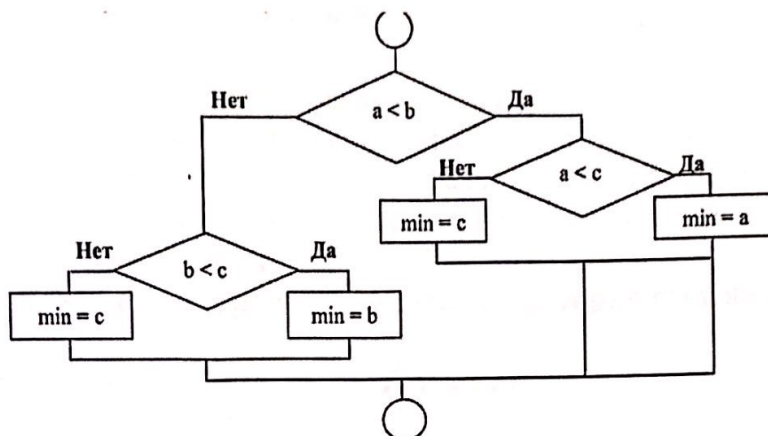 Нет
a < b
Да
Нет
a < c
Да
min = c
min = a
Нет
b < c
Да
min = c
min = b